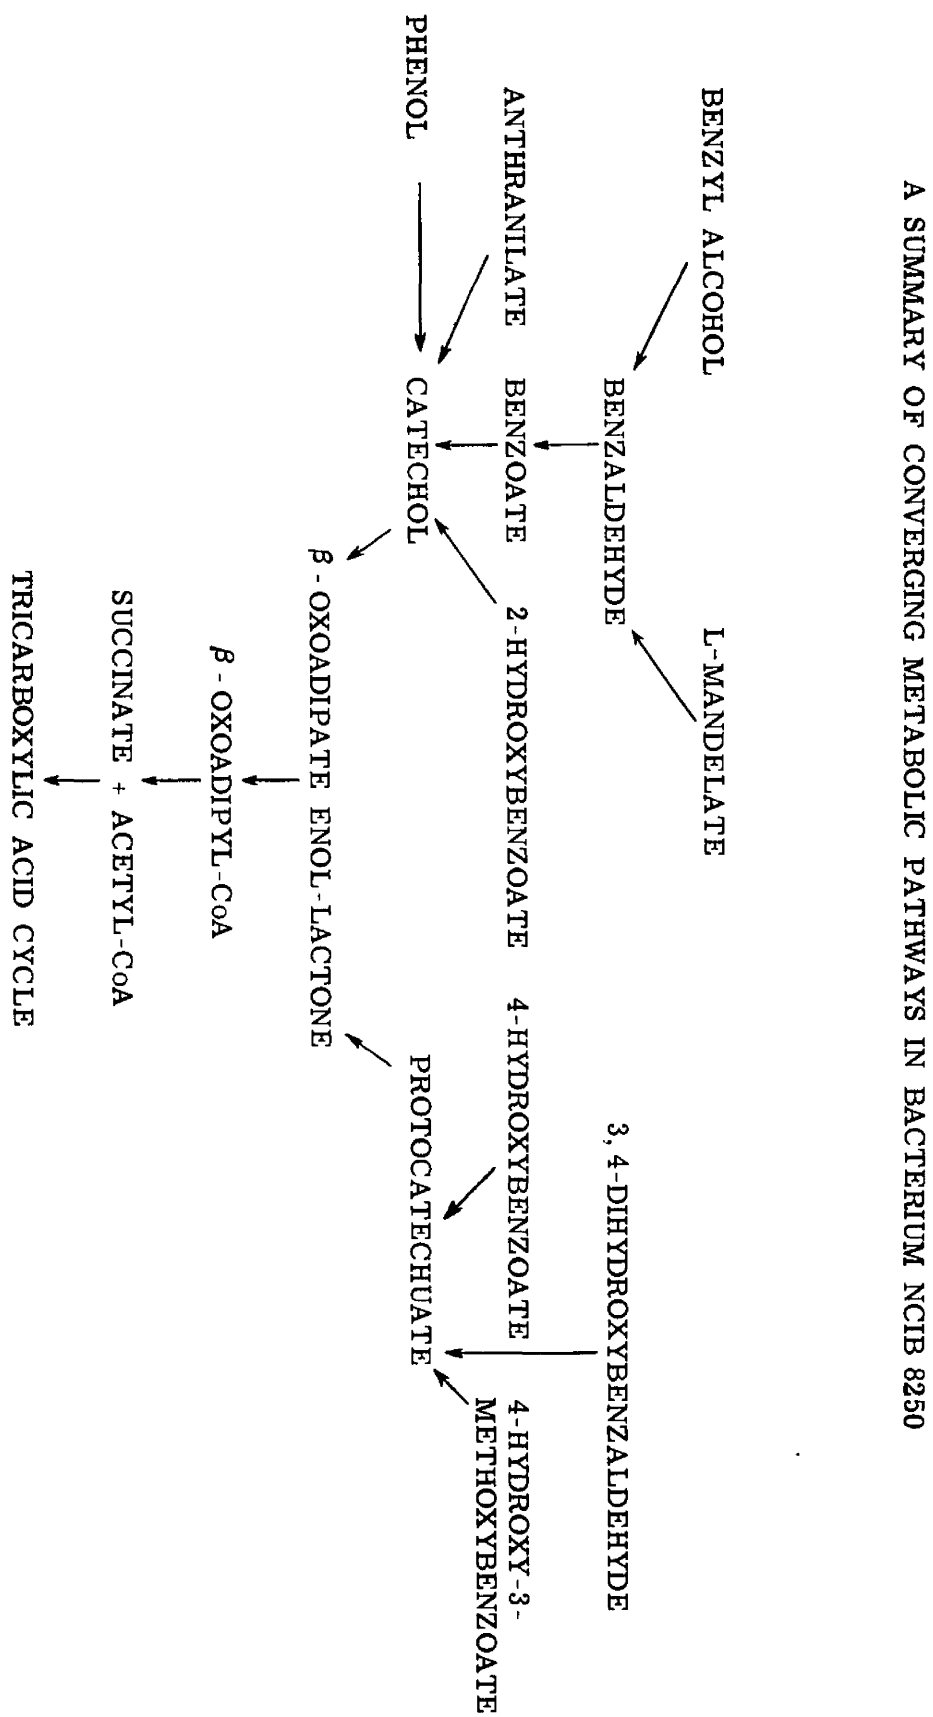 A SUMMARY OF CONVERGING METABOLIC PATHWAYS IN BACTERIUM NCIB 8250
BENZYL ALCOHOL
L-MANDELATE
BENZALDEHYDE
3,4-DIHYDROXYBENZALDEHYDE
ANTHRANILATE
BENZOATE
2-HYDROXYBENZOATE
4-HYDROXYBENZOATE
4-HYDROXY-3-
METHOXYBENZOATE
PHENOL
CATECHOL
PROTOCATECHUATE
β-OXOADIPATE ENOL-LACTONE
β-OXOADIPYL-CoA
SUCCINATE + ACETYL-CoA
TRICARBOXYLIC ACID CYCLE